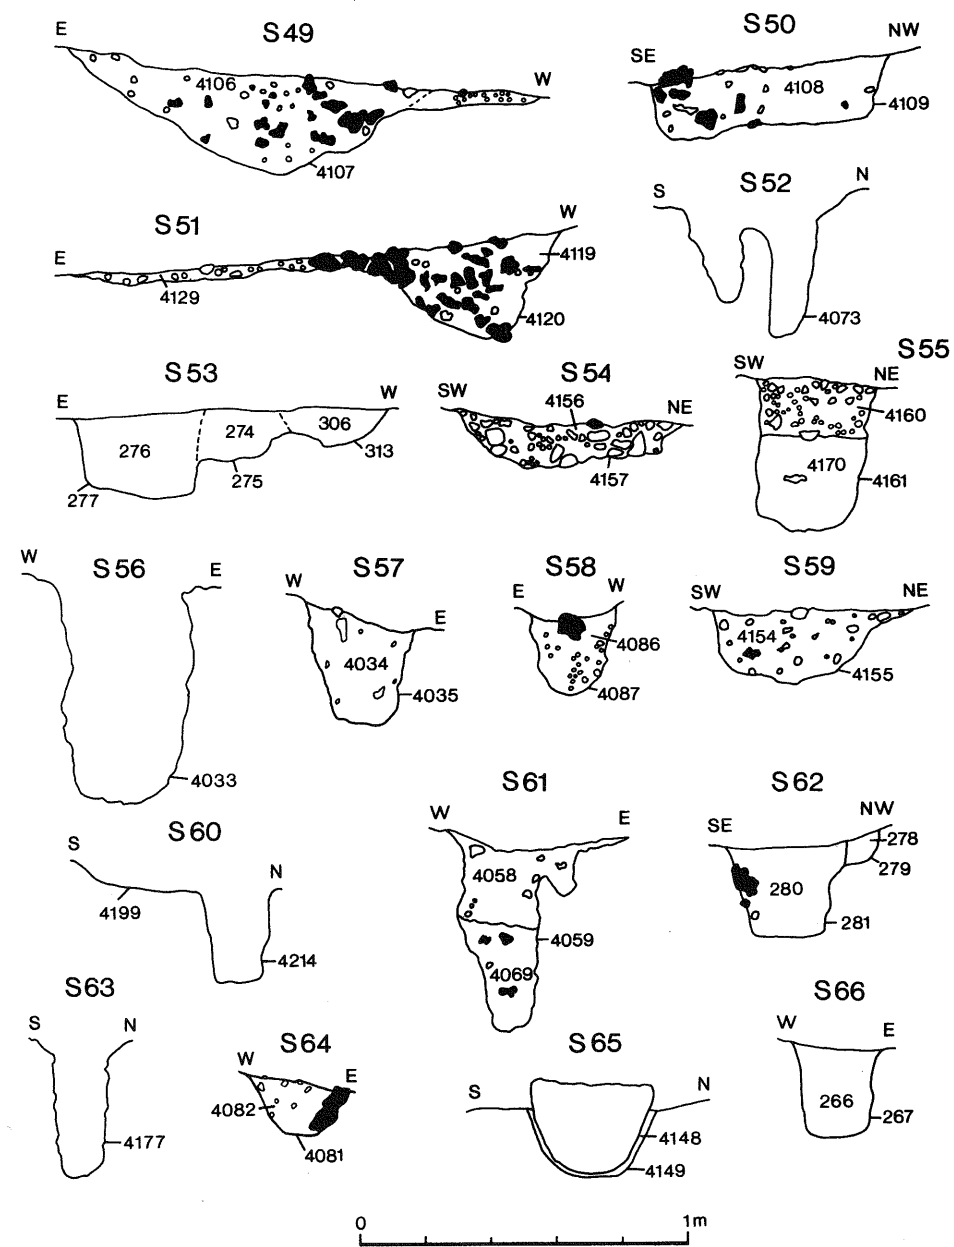 S49
E
W
4106
4107
S50
SE
NW
4108
4109
S51
E
W
4119
4129
4120
S52
S
N
4073
S53
E
W
276
274
306
313
275
277
S54
SW
NE
4156
4157
S55
SW
NE
4160
4170
4161
S56
W
E
4033
S57
W
E
4034
4035
S58
E
W
4086
4087
S59
SW
NE
4154
4155
S60
S
N
4199
4214
S61
W
E
4058
4059
4069
S62
SE
NW
278
279
280
281
S63
S
N
4177
S64
W
E
4082
4081
S65
S
N
4148
4149
S66
W
E
266
267
0
1m